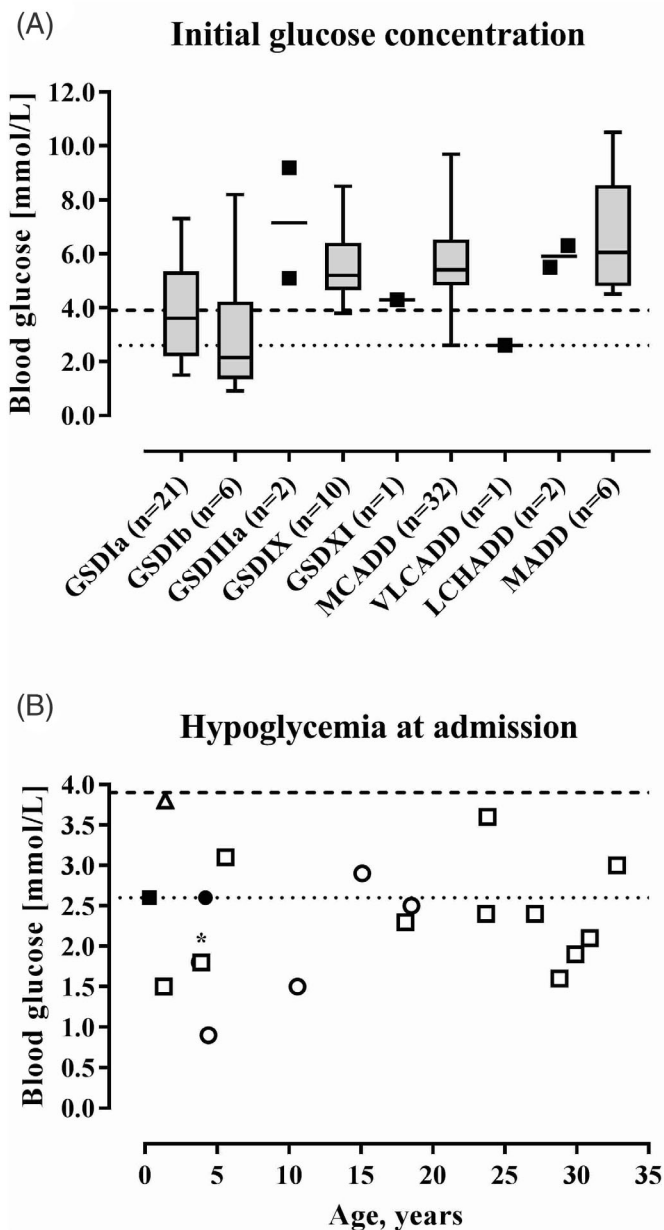 (A)
Initial glucose concentration
Blood glucose [mmol/L]
12.0
10.0
8.0
6.0
4.0
2.0
0.0
GSDIa (n=21)
GSDIb (n=6)
GSDIIIa (n=2)
GSDIX (n=10)
GSDXI (n=1)
MCADD (n=32)
VLCADD (n=1)
LCHADD (n=2)
MADD (n=6)
(B)
Hypoglycemia at admission
Blood glucose [mmol/L]
4.0
3.5
3.0
2.5
2.0
1.5
1.0
0.5
0.0
*
0 5 10 15 20 25 30 35
Age, years